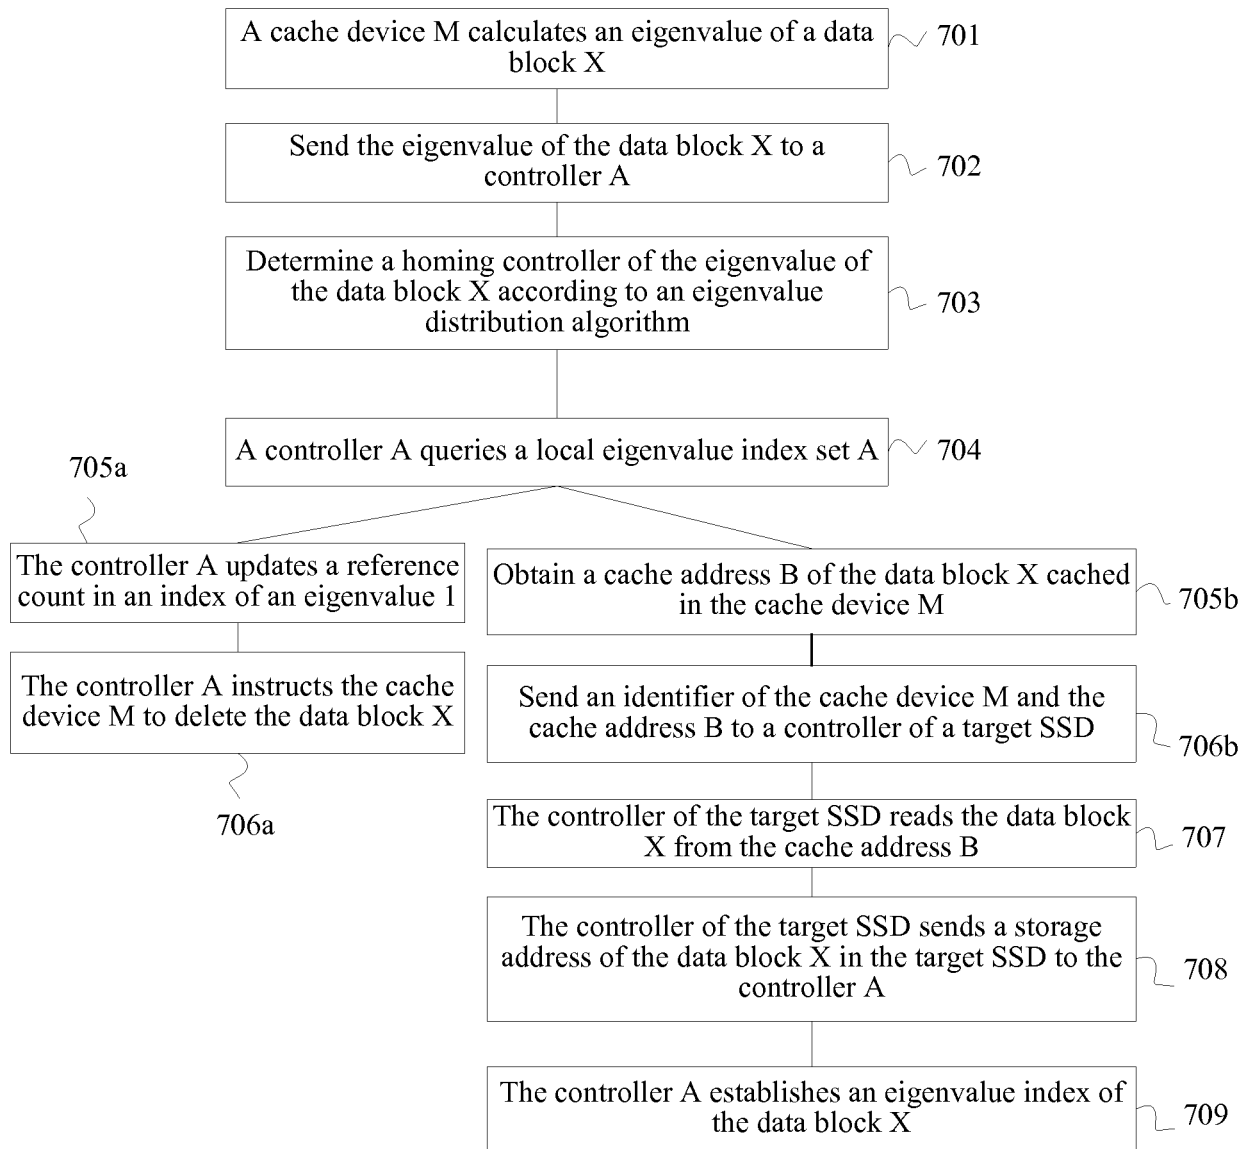 A cache device M calculates an eigenvalue of a data
block X
701
Send the eigenvalue of the data block X to a
controller A
702
Determine a homing controller of the eigenvalue of
the data block X according to an eigenvalue
distribution algorithm
703
A controller A queries a local eigenvalue index set A
704
705a
The controller A updates a reference
count in an index of an eigenvalue 1
The controller A instructs the cache
device M to delete the data block X
706a
Obtain a cache address B of the data block X cached
in the cache device M
705b
Send an identifier of the cache device M and the
cache address B to a controller of a target SSD
706b
The controller of the target SSD reads the data block
X from the cache address B
707
The controller of the target SSD sends a storage
address of the data block X in the target SSD to the
controller A
708
The controller A establishes an eigenvalue index of
the data block X
709